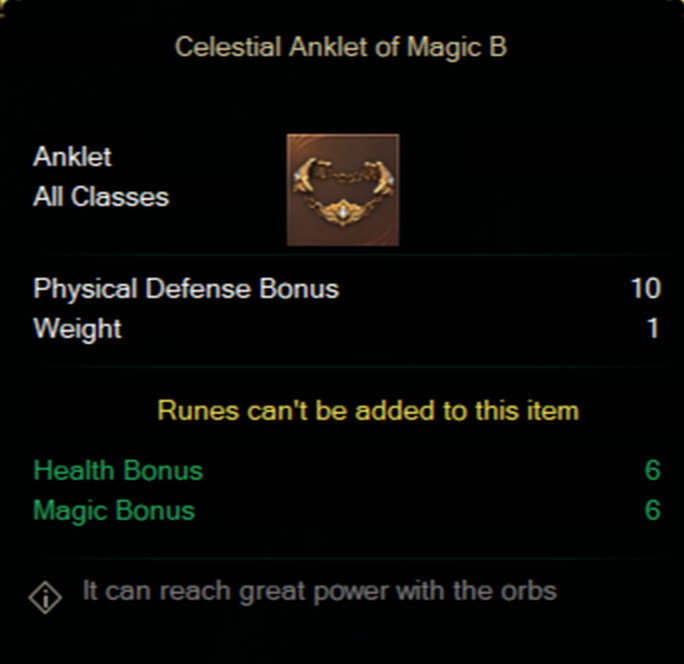 Celestial Anklet of Magic B
Anklet
All Classes
Physical Defense Bonus 10
Weight 1
Runes can't be added to this item
Health Bonus 6
Magic Bonus 6
It can reach great power with the orbs